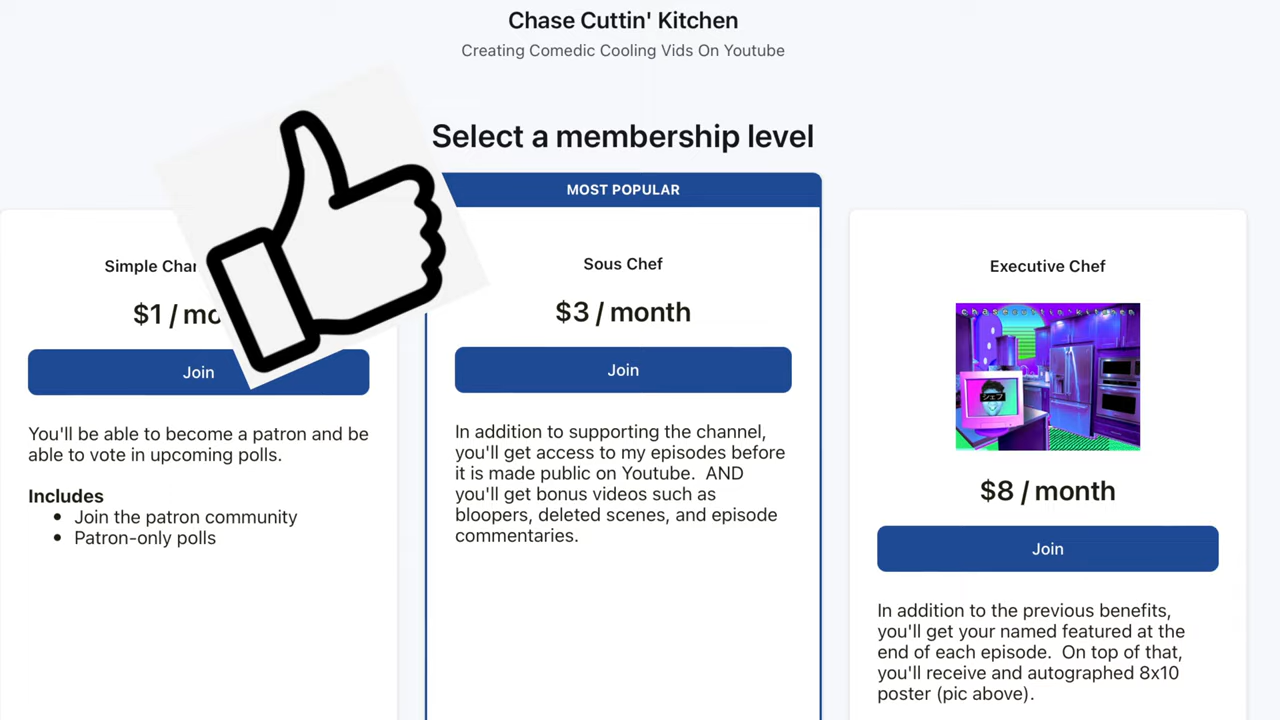 Chase Cuttin' Kitchen
Creating Comedic Cooling Vids On Youtube
Select a membership level
Simple Char
$1 / mo
Join
You'll be able to become a patron and be
able to vote in upcoming polls.
Includes
• Join the patron community
• Patron-only polls
MOST POPULAR
Sous Chef
$3 / month
Join
In addition to supporting the channel,
you'll get access to my episodes before
it is made public on Youtube. AND
you'll get bonus videos such as
bloopers, deleted scenes, and episode
commentaries.
Executive Chef
chasecuttin'kitchen
シェフ
$8 / month
Join
In addition to the previous benefits,
you'll get your named featured at the
end of each episode. On top of that,
you'll receive and autographed 8x10
poster (pic above).